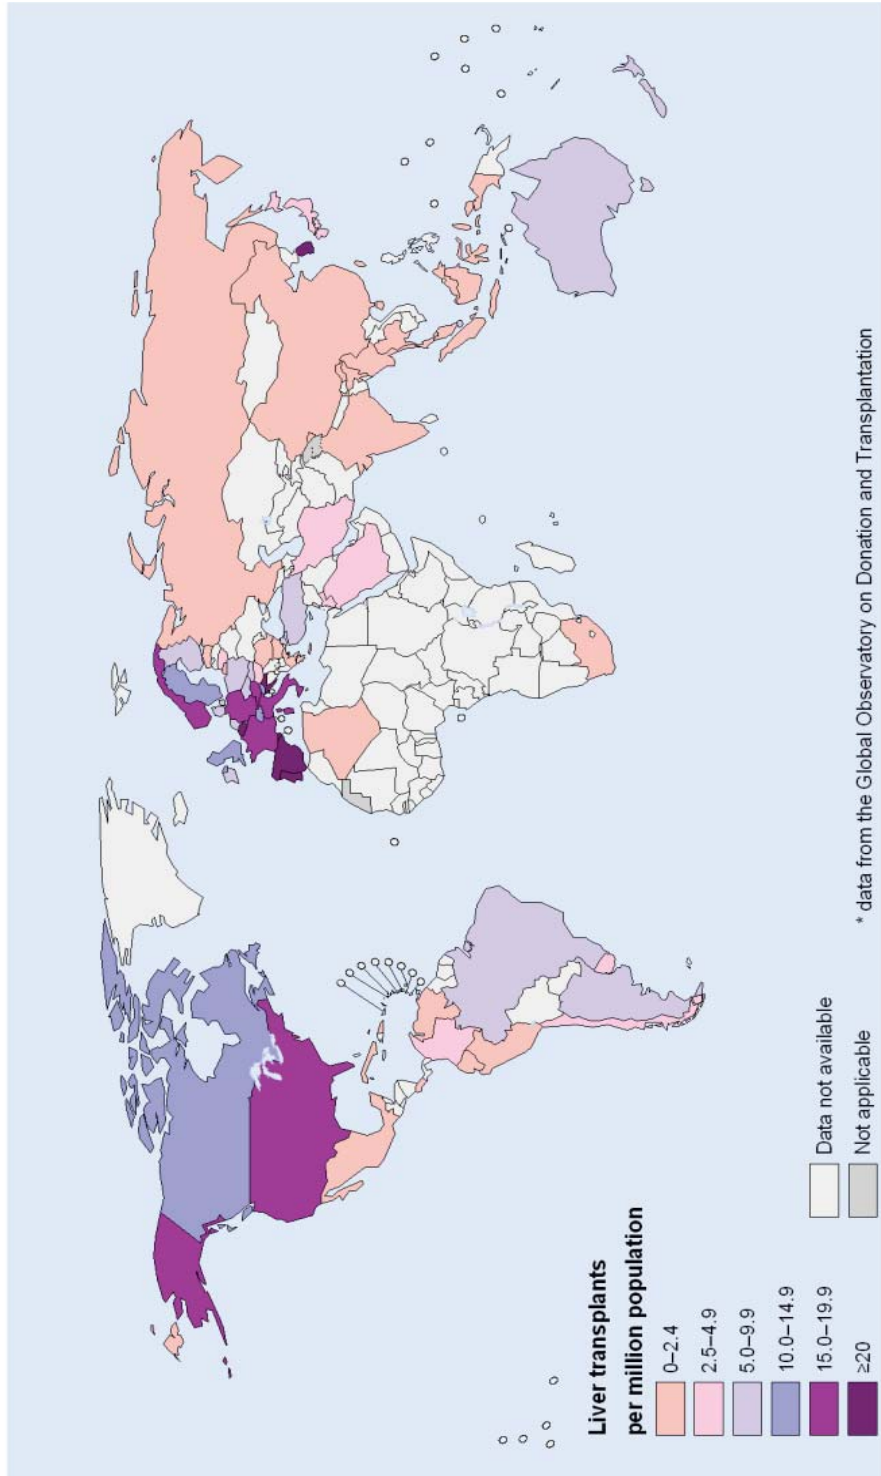 Liver transplants
per million population
0–2.4
2.5–4.9
5.0–9.9
10.0–14.9
15.0–19.9
≥20
Data not available
Not applicable
* data from the Global Observatory on Donation and Transplantation